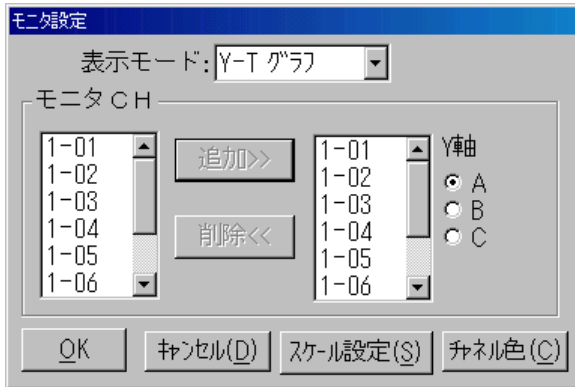 モニタ設定
表示モード:Y-T グラフ
モニタCH
1-01
1-02
1-03
1-04
1-05
1-06
追加>>
削除<<
1-01
1-02
1-03
1-04
1-05
1-06
Y軸
A
B
C
OK キャンセル(D) スケール設定(S) チャネル色(C)